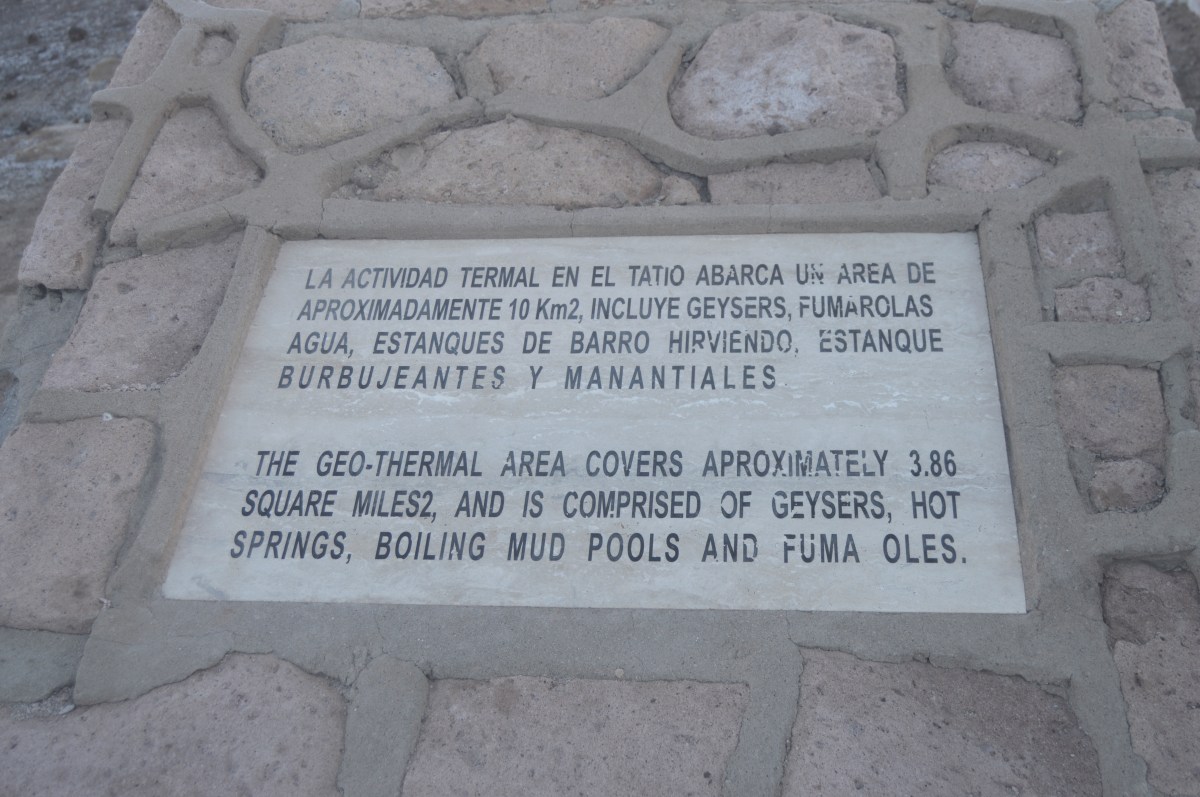 LA ACTIVIDAD TERMAL EN EL TATIO ABARCA UN AREA DE
APROXIMADAMENTE 10 Km2, INCLUYE GEYSERS, FUMAROLAS
AGUA, ESTANQUES DE BARRO HIRVIENDO, ESTANQUE
BURBUJEANTES Y MANANTIALES
THE GEO-THERMAL AREA COVERS APROXIMATELY 3.86
SQUARE MILES2, AND IS COMPRISED OF GEYSERS, HOT
SPRINGS, BOILING MUD POOLS AND FUMA OLES.